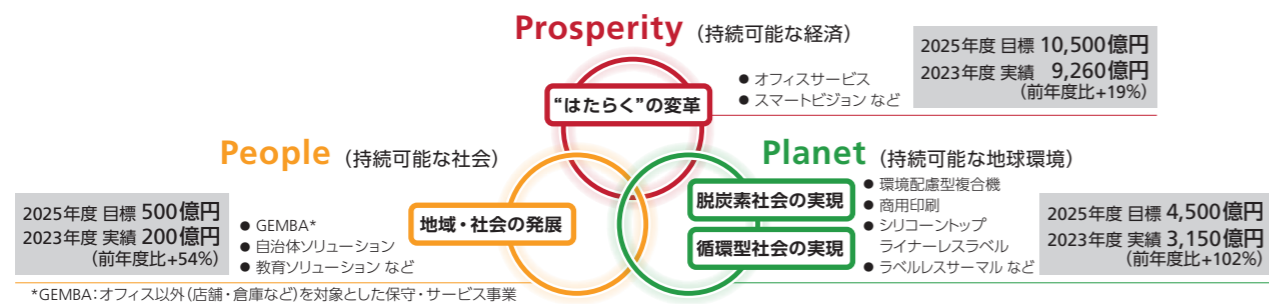 Prosperity（持続可能な経済）
2025年度 目標 10,500億円
2023年度 実績 9,260億円
（前年度比+19%）
● オフィスサービス
● スマートビジョン など
“はたらく”の変革
People（持続可能な社会）
2025年度 目標 500億円
2023年度 実績 200億円
（前年度比+54%）
● GEMBA*
● 自治体ソリューション
● 教育ソリューション など
地域・社会の発展
Planet（持続可能な地球環境）
脱炭素社会の実現
循環型社会の実現
● 環境配慮型複合機
● 商用印刷
● シリコーントップ
ライナーレスラベル
● ラベルレスサーマル など
2025年度 目標 4,500億円
2023年度 実績 3,150億円
（前年度比+102%）
*GEMBA：オフィス以外（店舗・倉庫など）を対象とした保守・サービス事業